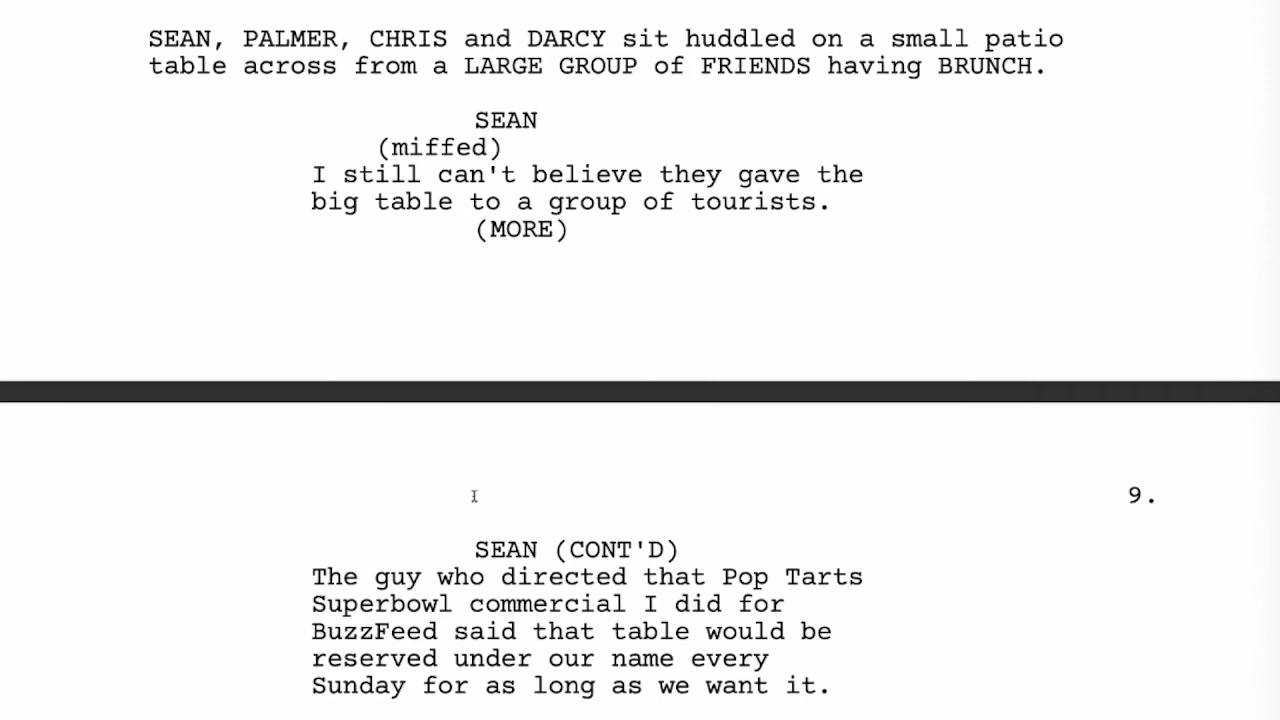 SEAN, PALMER, CHRIS and DARCY sit huddled on a small patio
table across from a LARGE GROUP of FRIENDS having BRUNCH.
SEAN
(miffed)
I still can't believe they gave the
big table to a group of tourists.
(MORE)
9.
SEAN (CONT'D)
The guy who directed that Pop Tarts
Superbowl commercial I did for
BuzzFeed said that table would be
reserved under our name every
Sunday for as long as we want it.